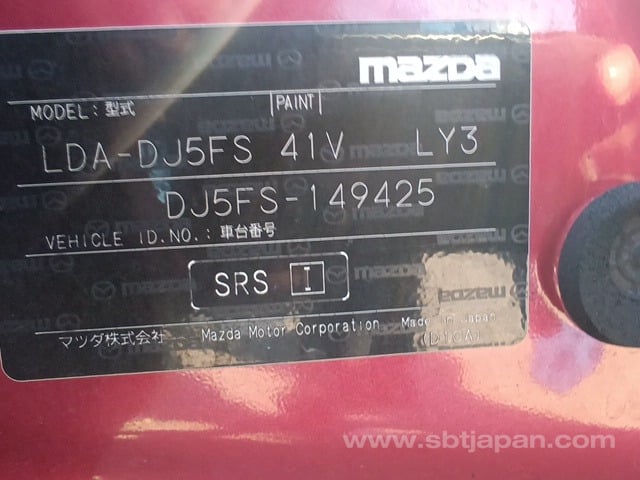 mazda
MODEL: 型式 |PAINT|
LDA-DJ5FS 41V LY3
DJ5FS-149425
VEHICLE ID.NO.: 車台番号
SRS I
マツダ株式会社 Mazda Motor Corporation Made in Japan
(D10A)
www.sbtjapan.com